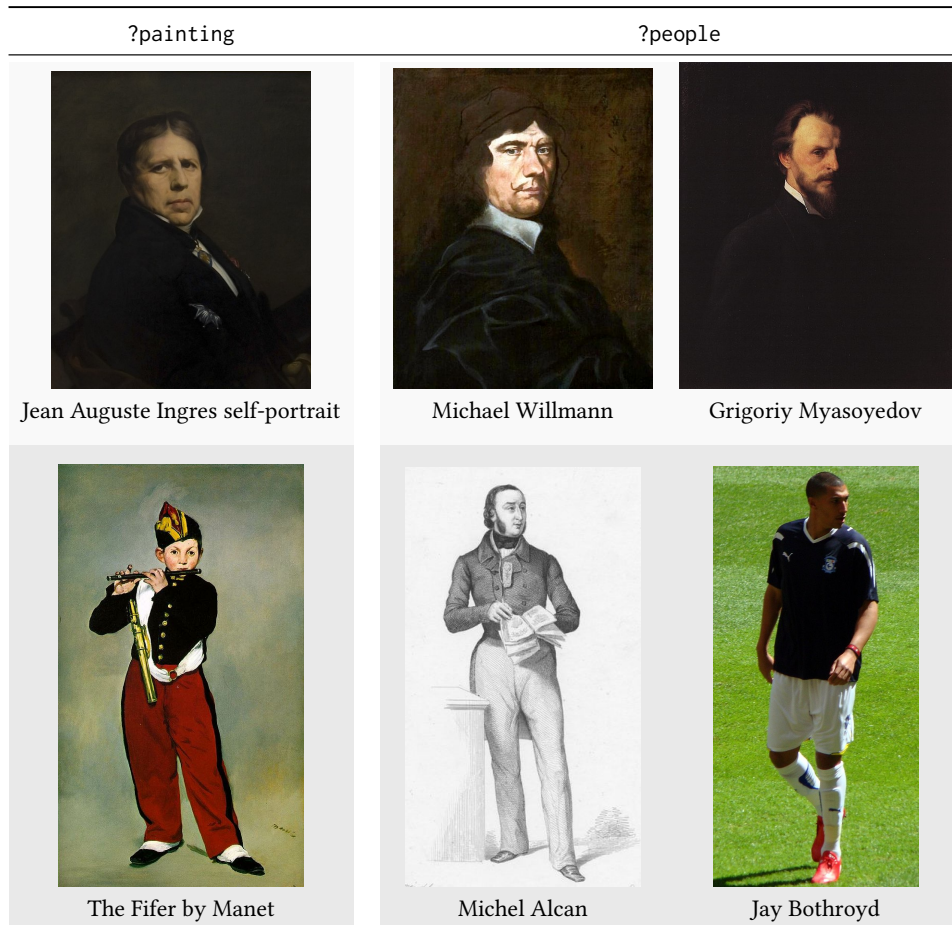 ?painting ?people
Jean Auguste Ingres self-portrait Michael Willmann Grigoriy Myasoyedov
The Fifer by Manet Michel Alcan Jay Bothroyd